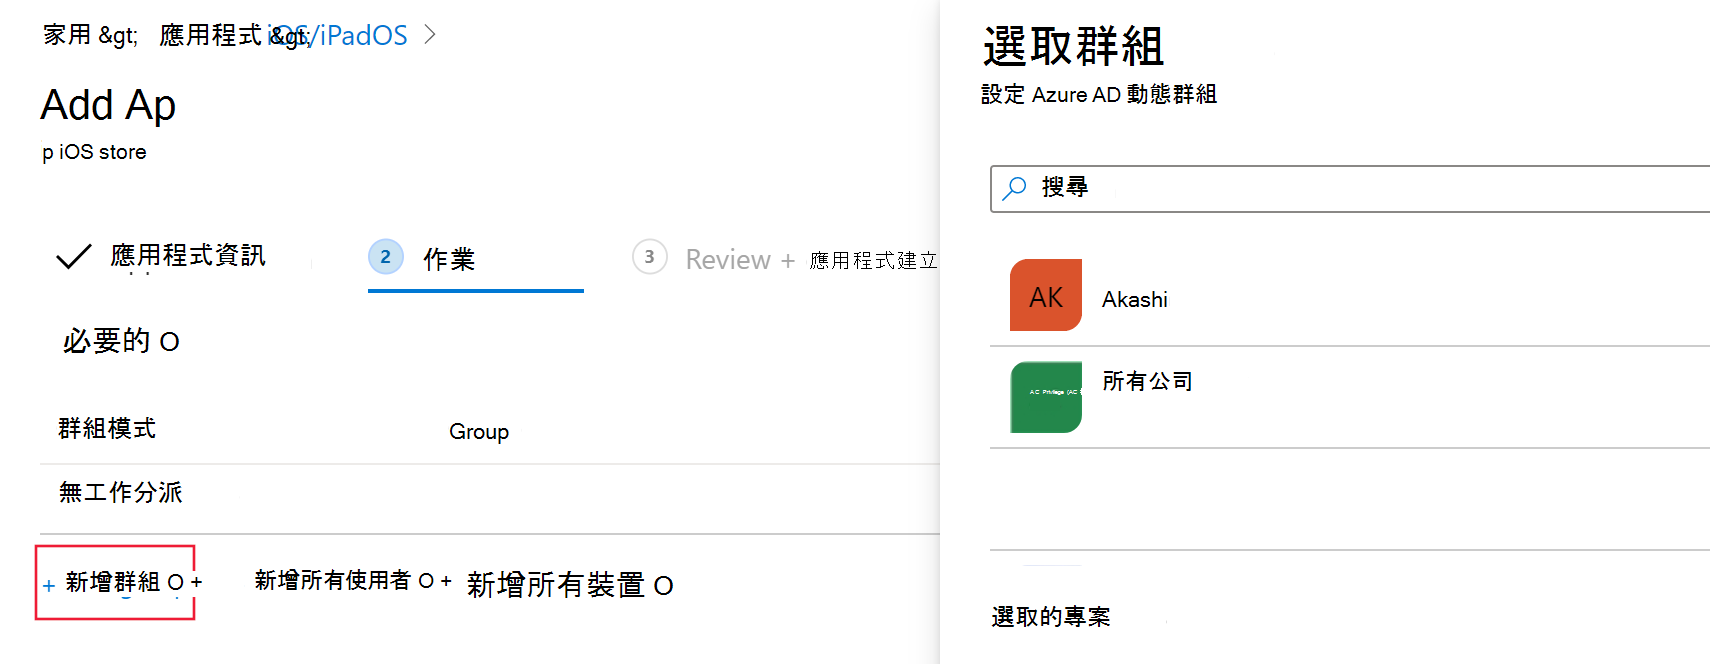 家用 &gt; 應用程式 &gt; iOS/iPadOS >
Add Ap
p iOS store
應用程式資訊
2 作業
3 Review + 應用程式建立
必要的 O
群組模式 Group
無工作分派
+ 新增群組 O + 新增所有使用者 O + 新增所有裝置 O
選取群組
設定 Azure AD 動態群組
搜尋
AK Akashi
AC Privilege (AC 所有公司
選取的專案